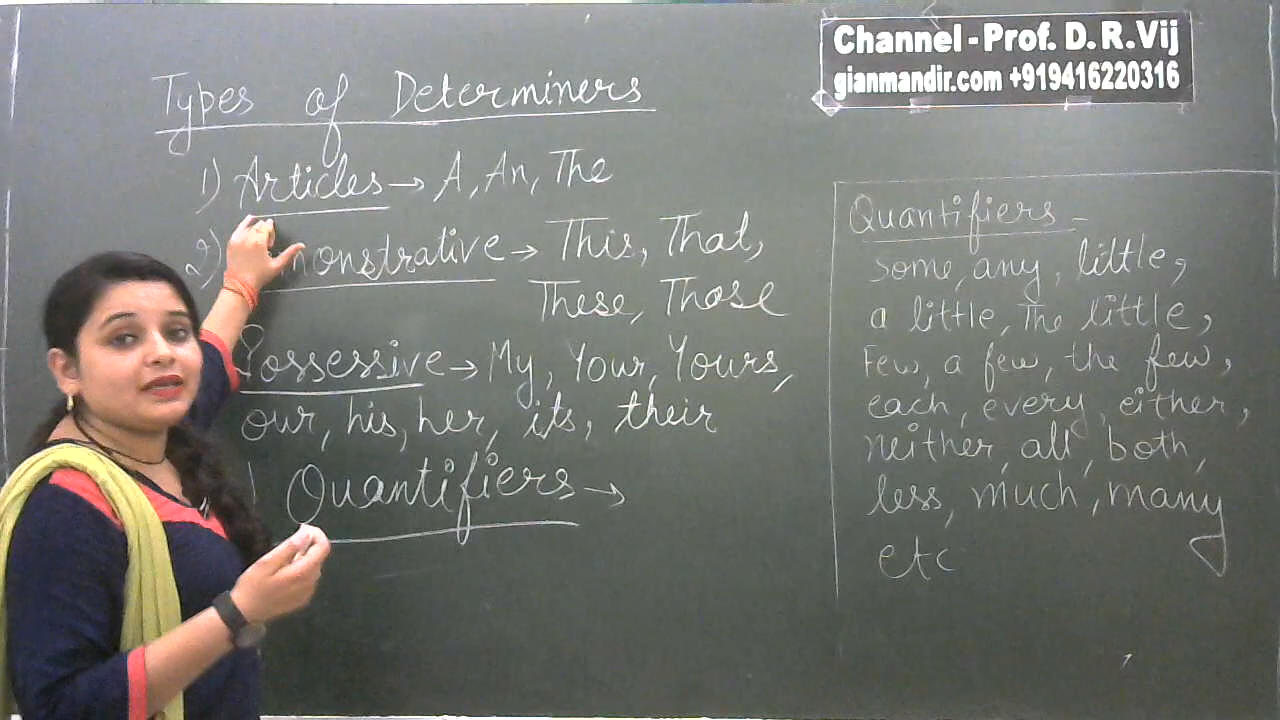 Channel - Prof. D. R. Vij
gianmandir.com +919416220316
Types of Determiners
1) Articles → A, An, The
2) monstrative → This, That,
These, Those
Possessive → My, Your, Yours,
our, his, her, its, their
) Quantifiers →
Quantifiers -
Some, any, little,
a little, The little,
Few, a few, the few,
each, every, either,
neither, all, both,
less, much, many
etc